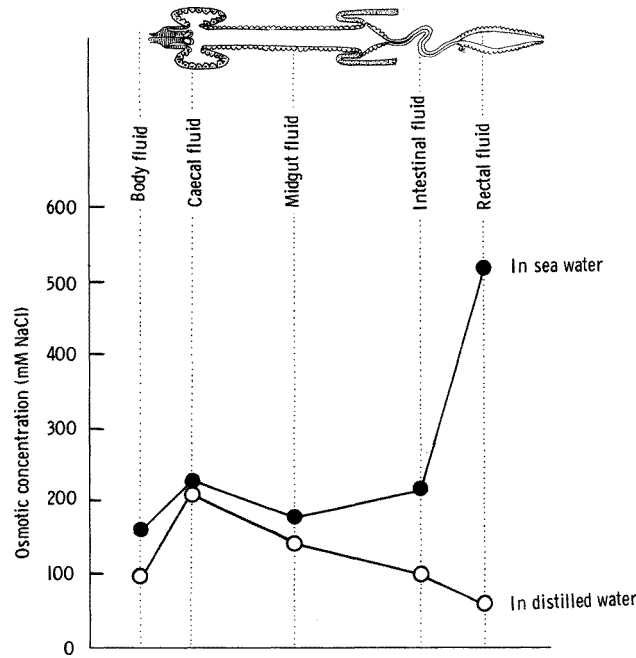 Body fluid
Caecal fluid
Midgut fluid
Intestinal fluid
Rectal fluid
Osmotic concentration (mM NaCl)
600
500
400
300
200
100
0
In sea water
In distilled water